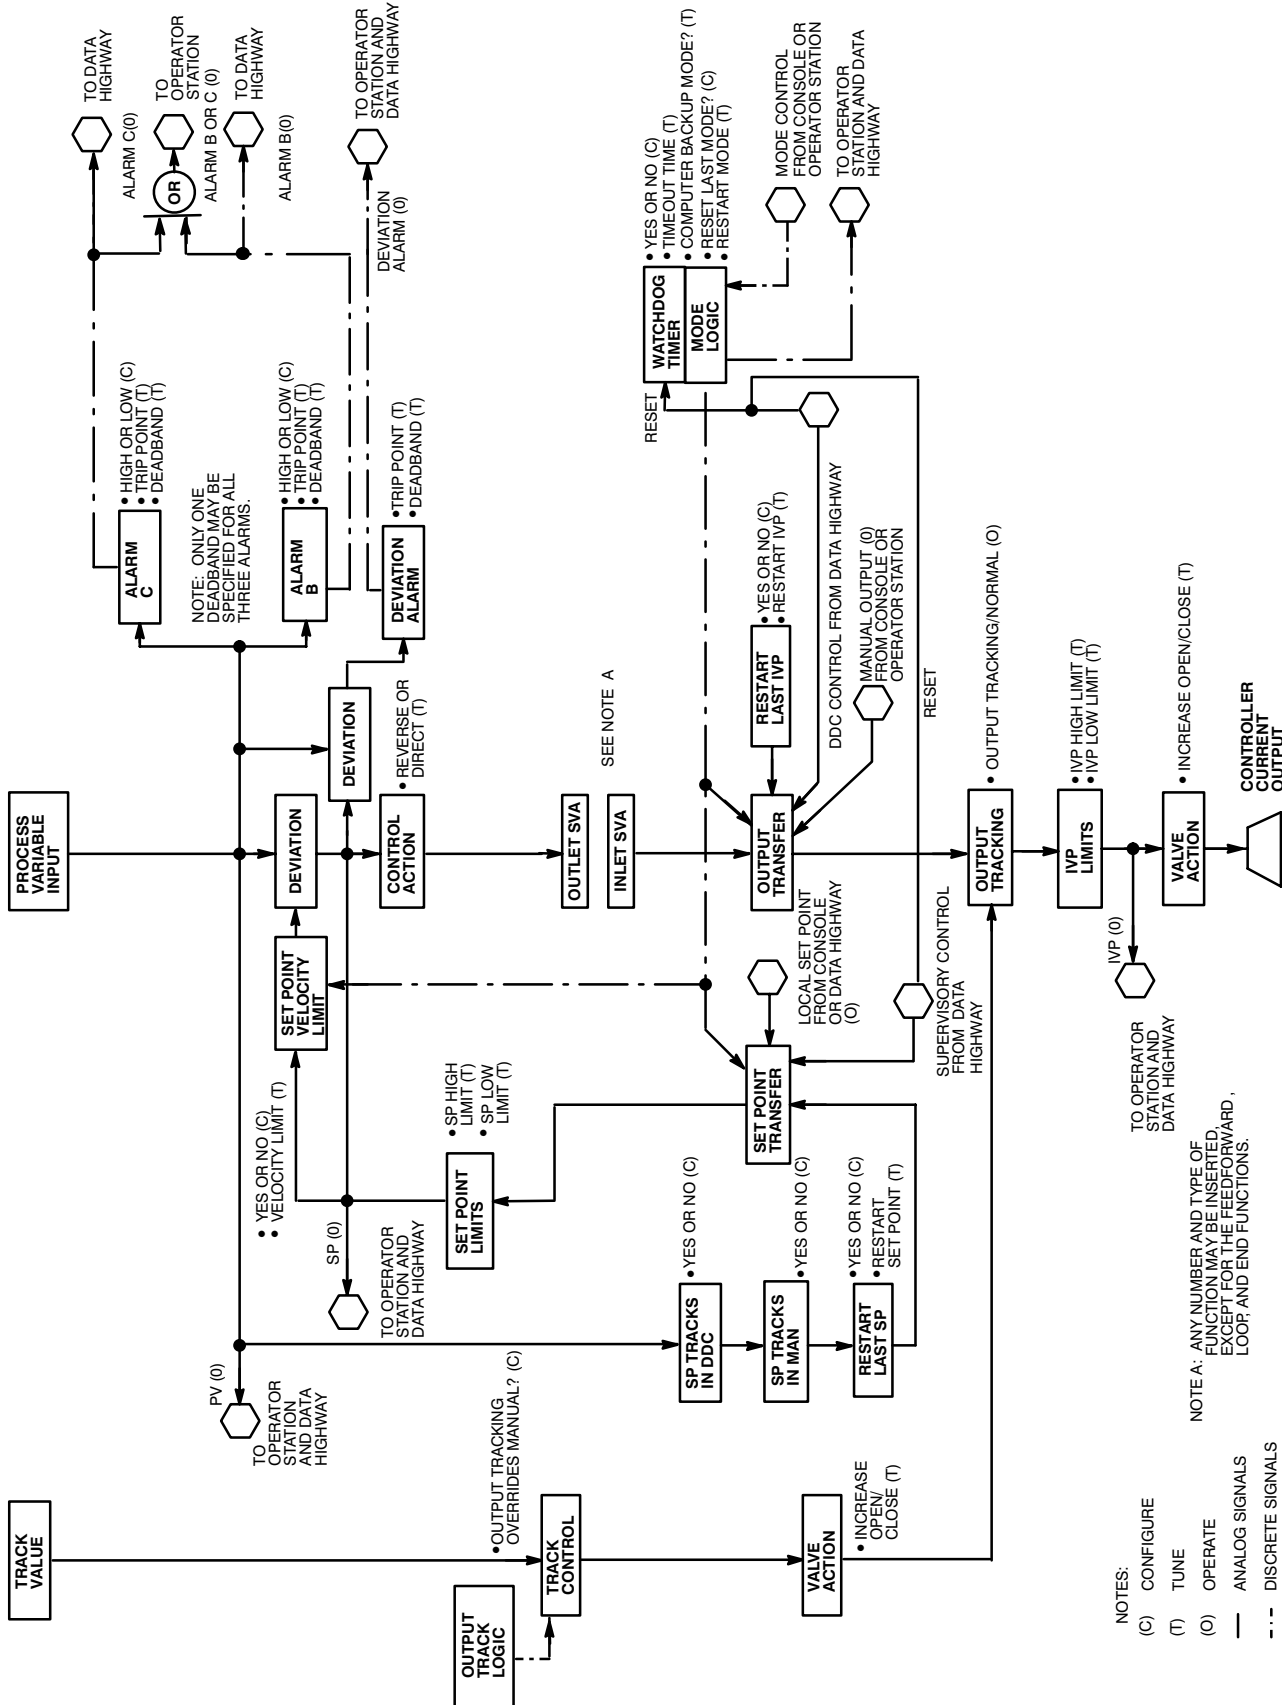 TRACK
VALUE
OUTPUT
TRACK
LOGIC
• OUTPUT TRACKING
OVERRIDES MANUAL? (C)
TRACK
CONTROL
VALVE
ACTION
• INCREASE
OPEN/
CLOSE (T)
PROCESS
VARIABLE
INPUT
PV (0)
TO
OPERATOR
STATION
AND DATA
HIGHWAY
• YES OR NO (C)
• VELOCITY LIMIT (T)
SET POINT
VELOCITY
LIMIT
SP (0)
TO OPERATOR
STATION AND
DATA HIGHWAY
DEVIATION
DEVIATION
CONTROL
ACTION
• REVERSE OR
DIRECT (T)
SET POINT
LIMITS
• SP HIGH
LIMIT (T)
• SP LOW
LIMIT (T)
ALARM
C
• HIGH OR LOW (C)
• TRIP POINT (T)
• DEADBAND (T)
NOTE: ONLY ONE
DEADBAND MAY BE
SPECIFIED FOR ALL
THREE ALARMS.
ALARM
B
• HIGH OR LOW (C)
• TRIP POINT (T)
• DEADBAND (T)
DEVIATION
ALARM
• TRIP POINT (T)
• DEADBAND (T)
TO DATA
HIGHWAY
ALARM C(0)
OR
TO
OPERATOR
STATION
ALARM B OR C (0)
TO DATA
HIGHWAY
ALARM B(0)
TO OPERATOR
STATION AND
DATA HIGHWAY
DEVIATION
ALARM (0)
OUTLET SVA
INLET SVA
SEE NOTE A
SP TRACKS
IN DDC
• YES OR NO (C)
SP TRACKS
IN MAN
• YES OR NO (C)
RESTART
LAST SP
• YES OR NO (C)
• RESTART
SET POINT (T)
SET POINT
TRANSFER
LOCAL SET POINT
FROM CONSOLE
OR DATA HIGHWAY
(O)
OUTPUT
TRANSFER
RESTART
LAST IVP
• YES OR NO (C)
• RESTART IVP (T)
DDC CONTROL FROM DATA HIGHWAY
MANUAL OUTPUT (0)
FROM CONSOLE OR
OPERATOR STATION
RESET
WATCHDOG
TIMER
MODE
LOGIC
• YES OR NO (C)
• TIMEOUT TIME (T)
• COMPUTER BACKUP MODE? (T)
• RESET LAST MODE? (C)
• RESTART MODE (T)
MODE CONTROL
FROM CONSOLE OR
OPERATOR STATION
TO OPERATOR
STATION AND DATA
HIGHWAY
RESET
SUPERVISORY CONTROL
FROM DATA
HIGHWAY
OUTPUT
TRACKING
• OUTPUT TRACKING/NORMAL (O)
IVP
LIMITS
• IVP HIGH LIMIT (T)
• IVP LOW LIMIT (T)
IVP (0)
TO OPERATOR
STATION AND
DATA HIGHWAY
VALVE
ACTION
• INCREASE OPEN/CLOSE (T)
CONTROLLER
CURRENT
OUTPUT
NOTES:
(C) CONFIGURE
(T) TUNE
(O) OPERATE
ANALOG SIGNALS
DISCRETE SIGNALS
NOTE A: ANY NUMBER AND TYPE OF
FUNCTION MAY BE INSERTED,
EXCEPT FOR THE FEEDFORWARD,
LOOP, AND END FUNCTIONS.